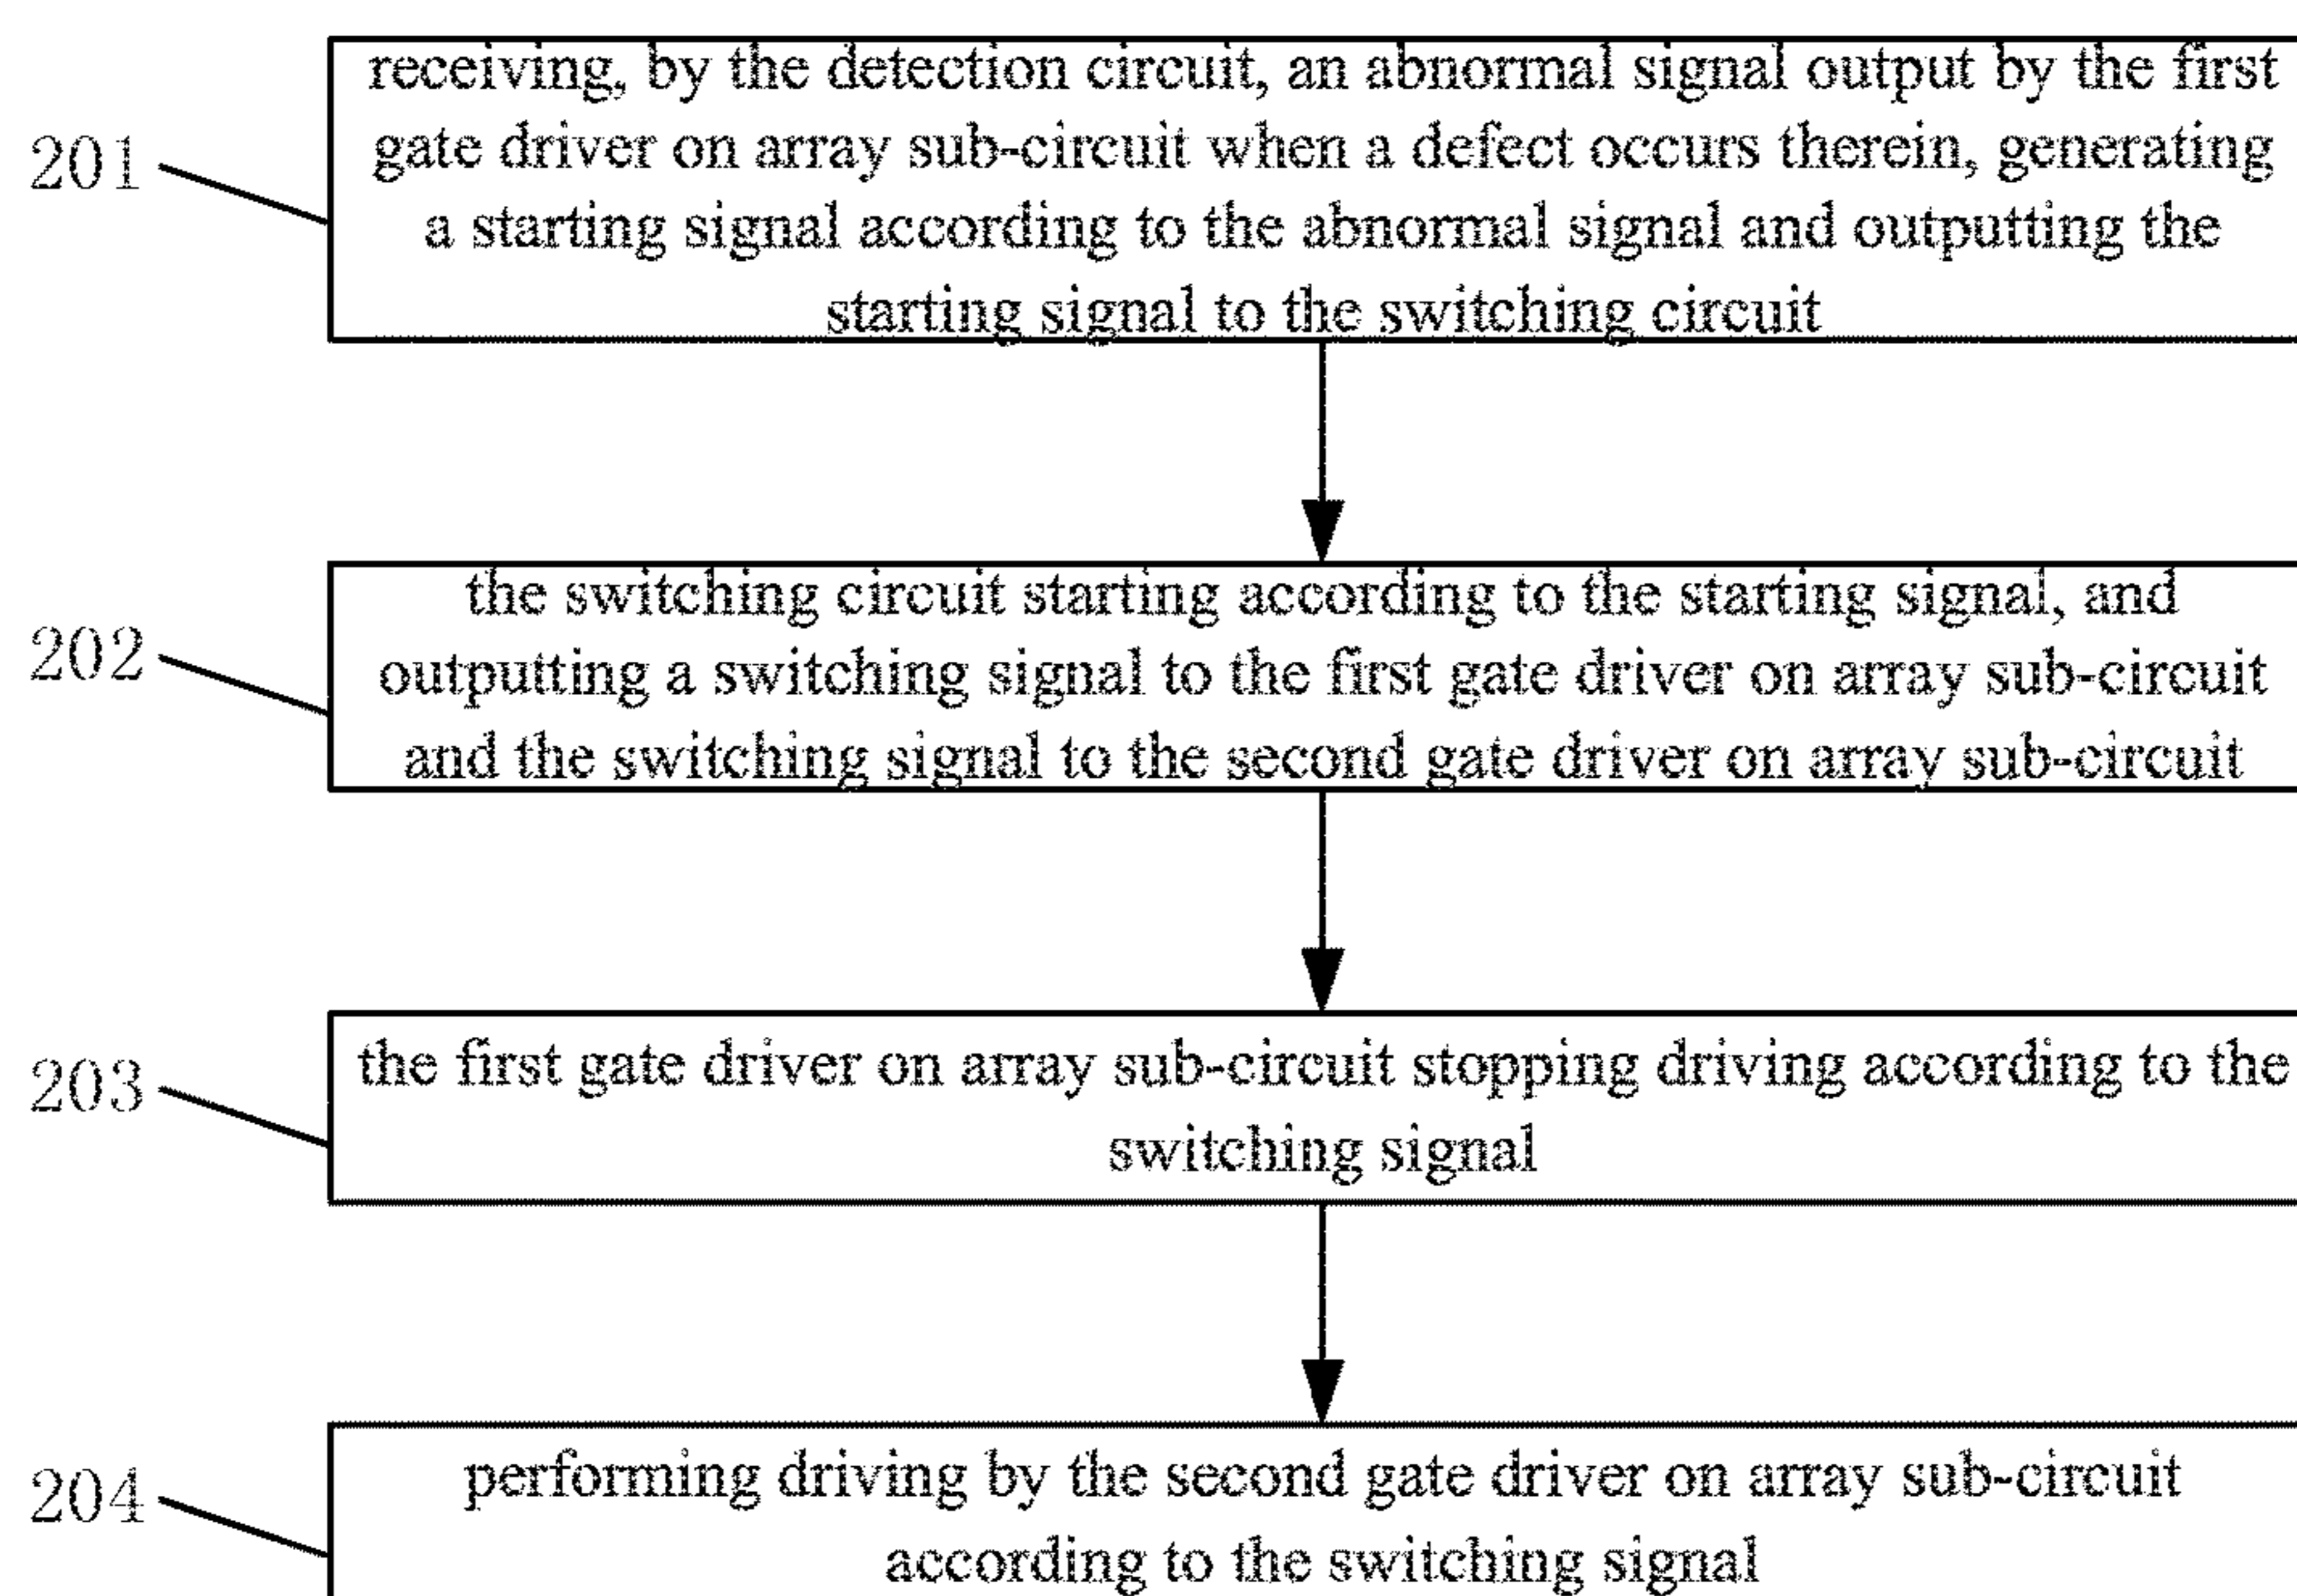 receiving, by the detection circuit, an abnormal signal output by the first
201
gate driver on array sub-circuit when a defect occurs therein, generating
a starting signal according to the abnormal signal and outputting the
starting signal to the switching circuit
the switching circuit starting according to the starting signal, and
202
outputting a switching signal to the first gate driver on array sub-circuit
and the switching signal to the second gate driver on array sub-circuit
203
the first gate driver on array sub-circuit stopping driving according to the
switching signal
204
performing driving by the second gate driver on array sub-circuit
according to the switching signal